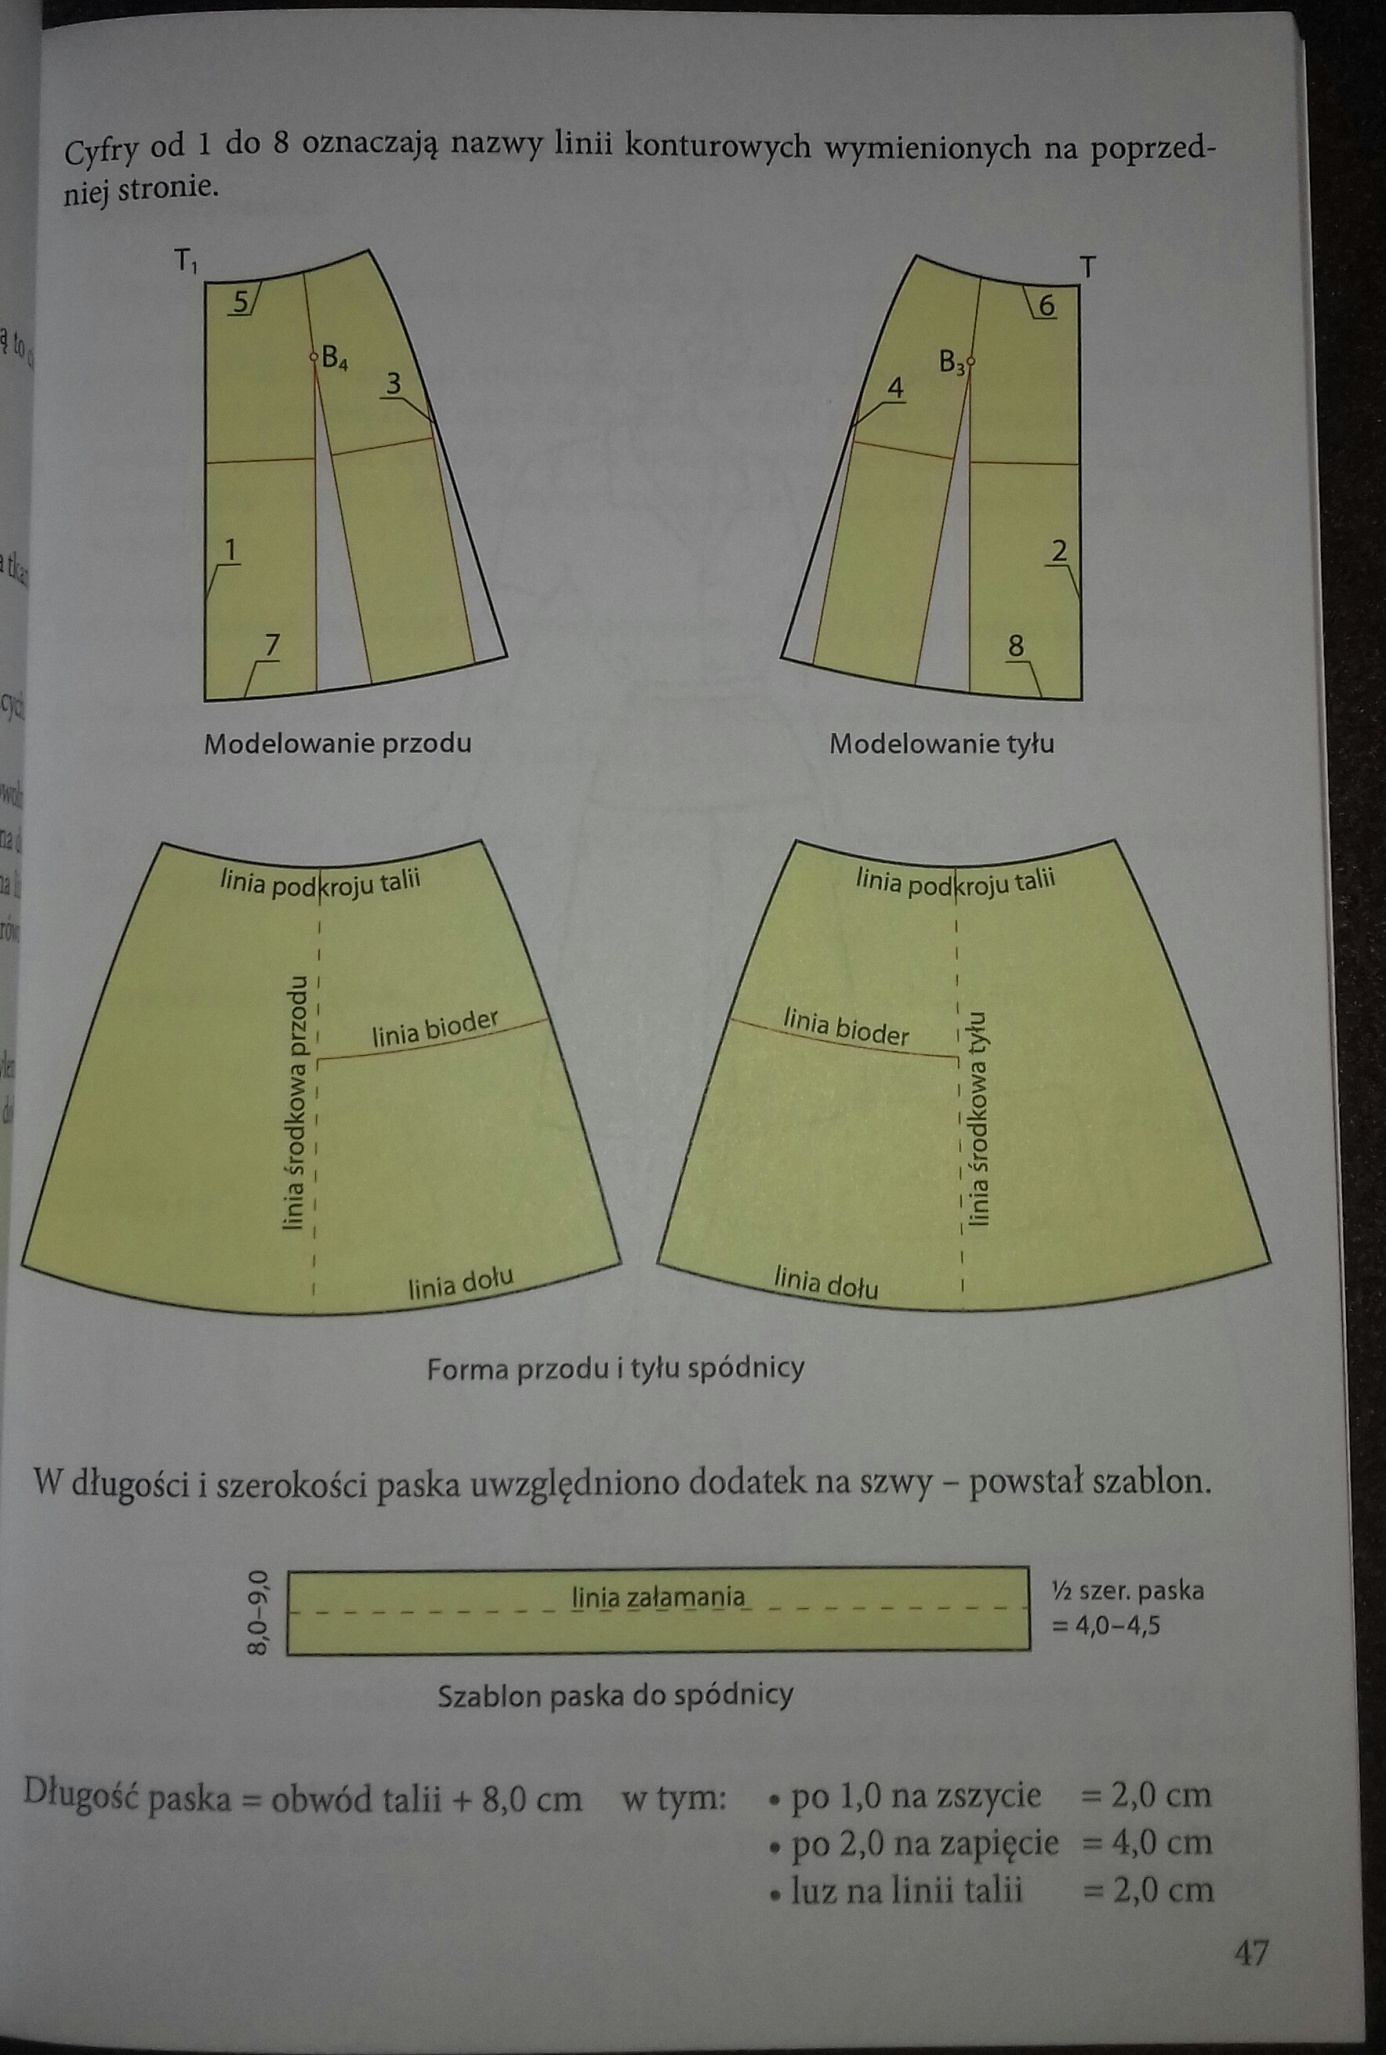 Cyfry od 1 do 8 oznaczają nazwy linii konturowych wymienionych na poprzed-
niej stronie.
T₁
5
B₄
3
1
7
Modelowanie przodu
T
6
B₃
4
2
8
Modelowanie tyłu
linia podkroju talii
linia środkowa przodu
linia bioder
linia dołu
linia podkroju talii
linia bioder
linia środkowa tyłu
linia dołu
Forma przodu i tyłu spódnicy
W długości i szerokości paska uwzględniono dodatek na szwy – powstał szablon.
8,0–9,0
linia załamania
½ szer. paska
= 4,0–4,5
Szablon paska do spódnicy
Długość paska = obwód talii + 8,0 cm w tym: • po 1,0 na zszycie = 2,0 cm
• po 2,0 na zapięcie = 4,0 cm
• luz na linii talii = 2,0 cm
47